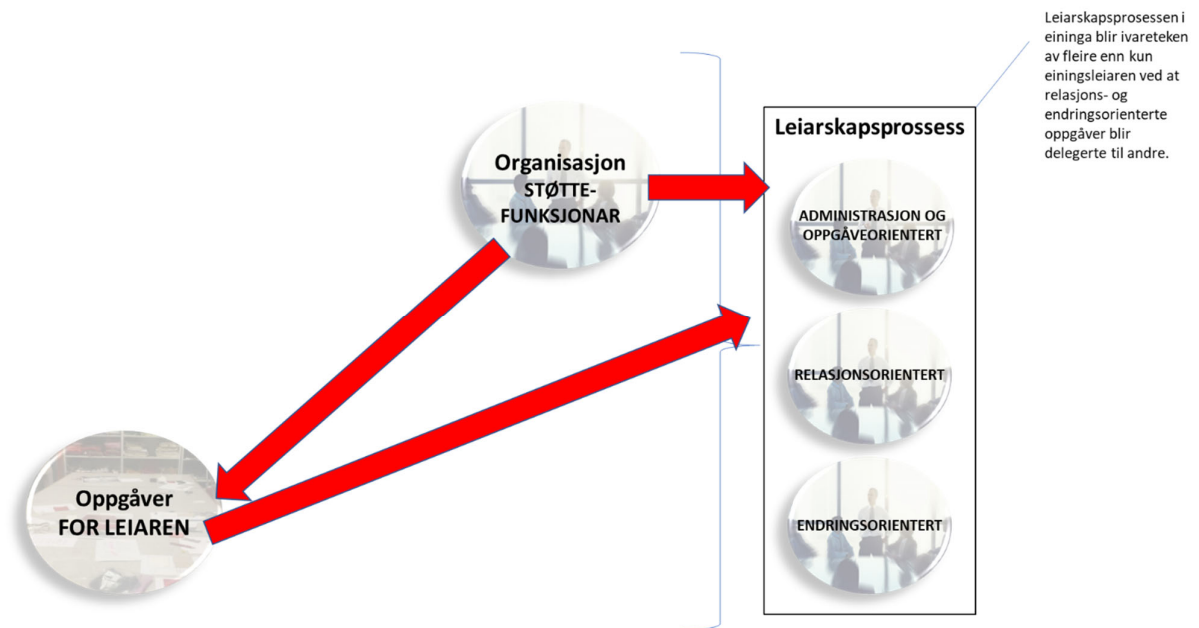 Leiarskapsprosessen i
eininga blir ivareteken
av fleire enn kun
einingsleiaren ved at
relasjons- og
endringsorienterte
oppgåver blir
delegerte til andre.
Organisasjon
STØTTE-
FUNKSJONAR
Leiarskapsprossess
ADMINISTRASJON OG
OPPGÅVEORIENTERT
RELASJONSORIENTERT
ENDRINGSORIENTERT
Oppgåver
FOR LEIAREN